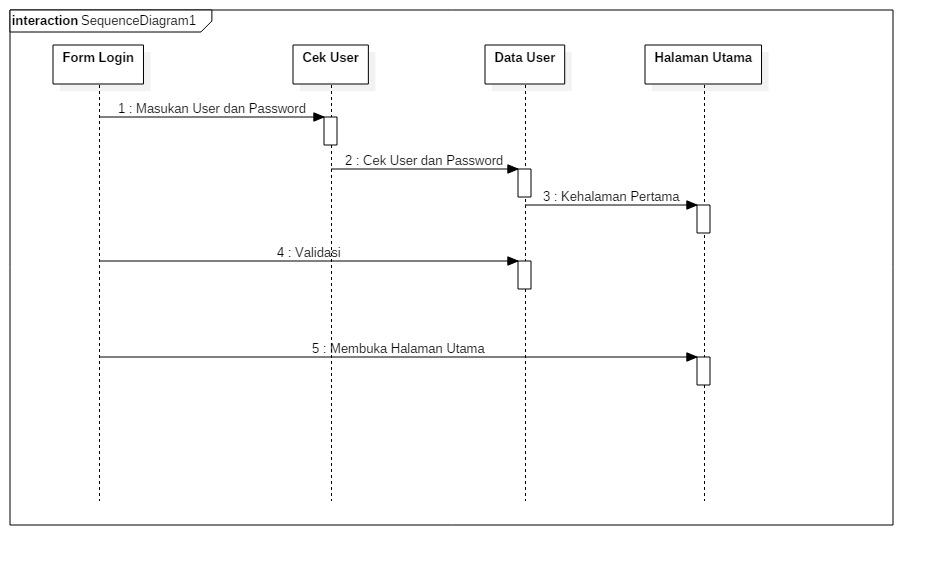 interaction SequenceDiagram1
Form Login
Cek User
Data User
Halaman Utama
1 : Masukan User dan Password
2 : Cek User dan Password
3 : Kehalaman Pertama
4 : Validasi
5 : Membuka Halaman Utama